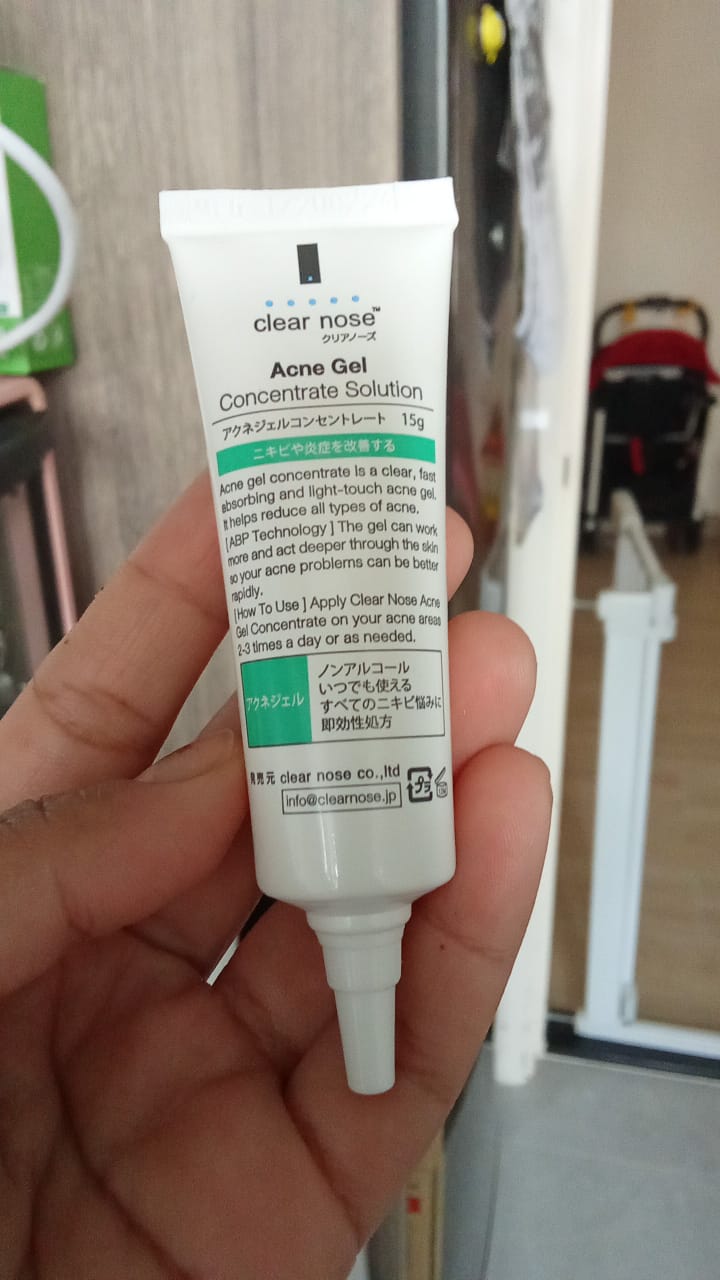 clear nose™
クリアノーズ
Acne Gel
Concentrate Solution
アクネジェルコンセントレート 15g
ニキビや炎症を改善する
Acne gel concentrate is a clear, fast
absorbing and light-touch acne gel.
It helps reduce all types of acne.
[ABP Technology] The gel can work
more and act deeper through the skin
so your acne problems can be better
rapidly.
[How To Use] Apply Clear Nose Acne
Gel Concentrate on your acne areas
2-3 times a day or as needed.
アクネジェル
ノンアルコール
いつでも使える
すべてのニキビ悩みに
即効性処方
発売元 clear nose co.,ltd
info@clearnose.jp
プラ
12M